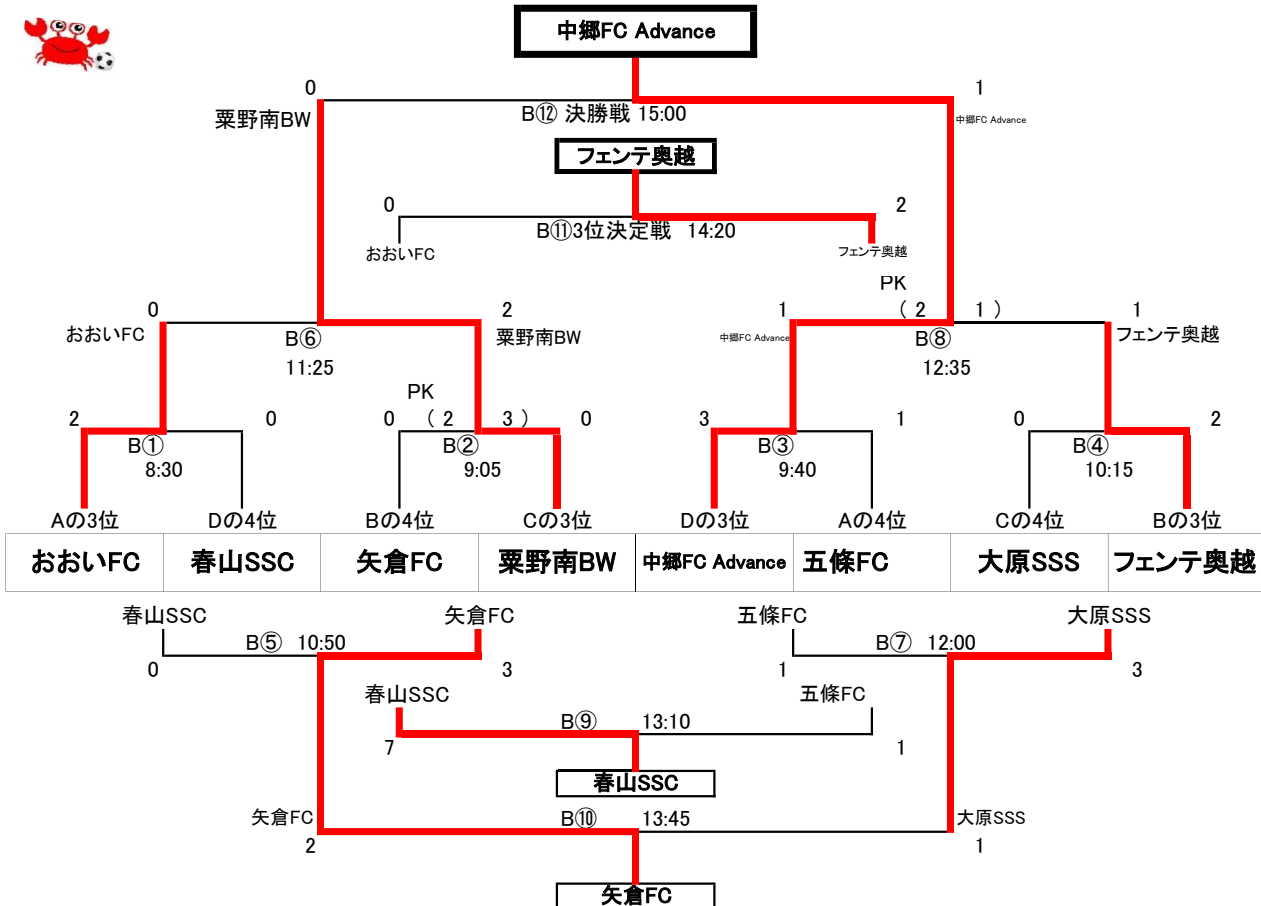 中郷FC Advance
0 1
粟野南BW B⑫ 決勝戦 15:00 中郷FC Advance
フェンテ奥越
0 2
B⑪3位決定戦 14:20
おおいFC フェンテ奥越
PK
0 2 1 ( 2 1 ) 1
おおいFC B⑥ 粟野南BW 中郷FC Advance B⑧ フェンテ奥越
11:25 12:35
PK
2 0 0 ( 2 3 ) 0 3 1 0 2
B① B② B③ B④
8:30 9:05 9:40 10:15
Aの3位 Dの4位 Bの4位 Cの3位 Dの3位 Aの4位 Cの4位 Bの3位
おおいFC 春山SSC 矢倉FC 粟野南BW 中郷FC Advance 五條FC 大原SSS フェンテ奥越
春山SSC 矢倉FC 五條FC 大原SSS
B⑤ 10:50 B⑦ 12:00
0 3 1 3
春山SSC 五條FC
B⑨ 13:10
7 1
春山SSC
矢倉FC B⑩ 13:45 大原SSS
2 1
矢倉FC